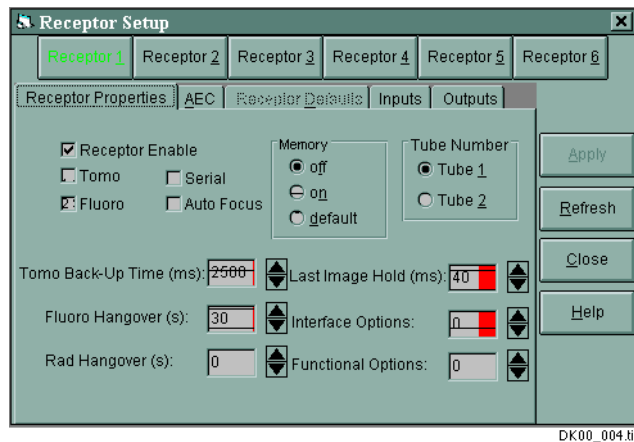 Receptor Setup
Receptor 1 Receptor 2 Receptor 3 Receptor 4 Receptor 5 Receptor 6
Receptor Properties AEC Receptor Defaults Inputs Outputs
Receptor Enable
Tomo Serial
Fluoro Auto Focus
Memory
off
on
default
Tube Number
Tube 1
Tube 2
Apply
Refresh
Close
Help
Tomo Back-Up Time (ms): 2500 Last Image Hold (ms): 40
Fluoro Hangover (s): 30 Interface Options: 0
Rad Hangover (s): 0 Functional Options: 0
DK00_004.ti